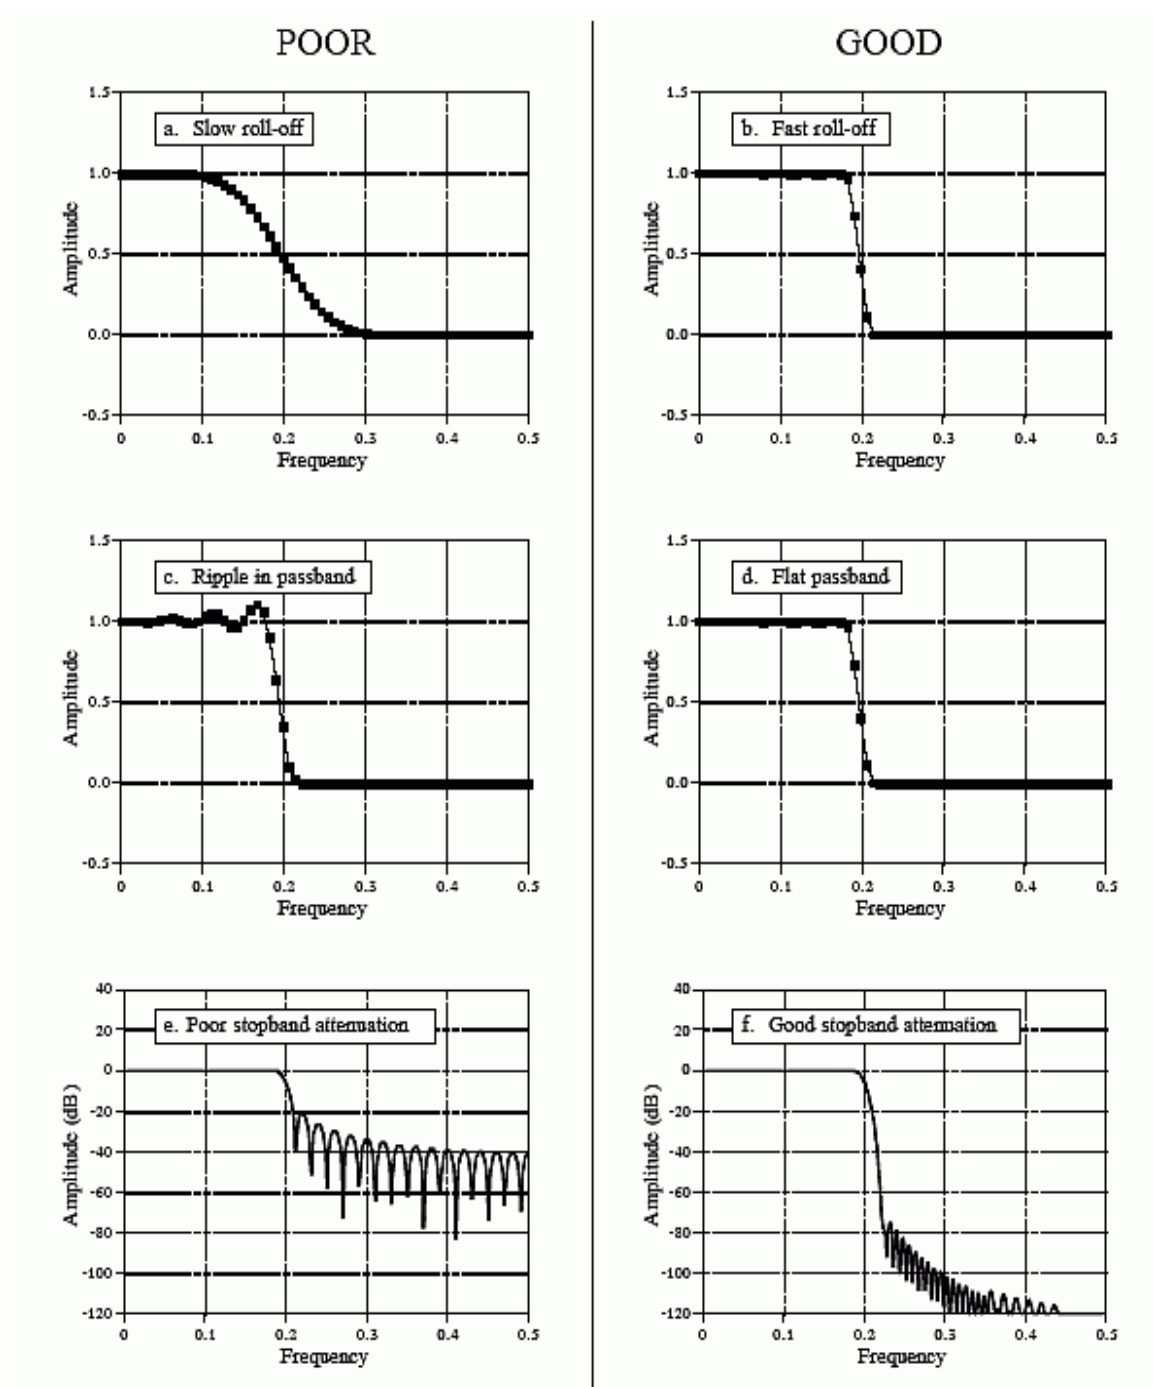 POOR
GOOD
1.5
a. Slow roll-off
1.0
0.5
0.0
-0.5
0 0.1 0.2 0.3 0.4 0.5
Frequency
Amplitude
1.5
b. Fast roll-off
1.0
0.5
0.0
-0.5
0 0.1 0.2 0.3 0.4 0.5
Frequency
Amplitude
1.5
c. Ripple in passband
1.0
0.5
0.0
-0.5
0 0.1 0.2 0.3 0.4 0.5
Frequency
Amplitude
1.5
d. Flat passband
1.0
0.5
0.0
-0.5
0 0.1 0.2 0.3 0.4 0.5
Frequency
Amplitude
40
e. Poor stopband attenuation
20
0
-20
-40
-60
-80
-100
-120
0 0.1 0.2 0.3 0.4 0.5
Frequency
Amplitude (dB)
40
f. Good stopband attenuation
20
0
-20
-40
-60
-80
-100
-120
0 0.1 0.2 0.3 0.4 0.5
Frequency
Amplitude (dB)